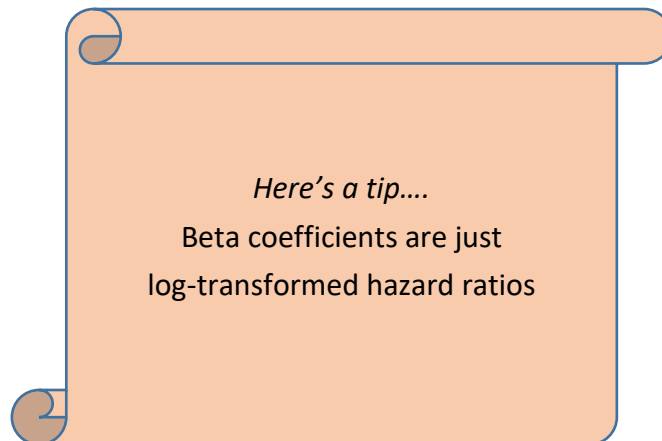 Here’s a tip….
Beta coefficients are just
log-transformed hazard ratios